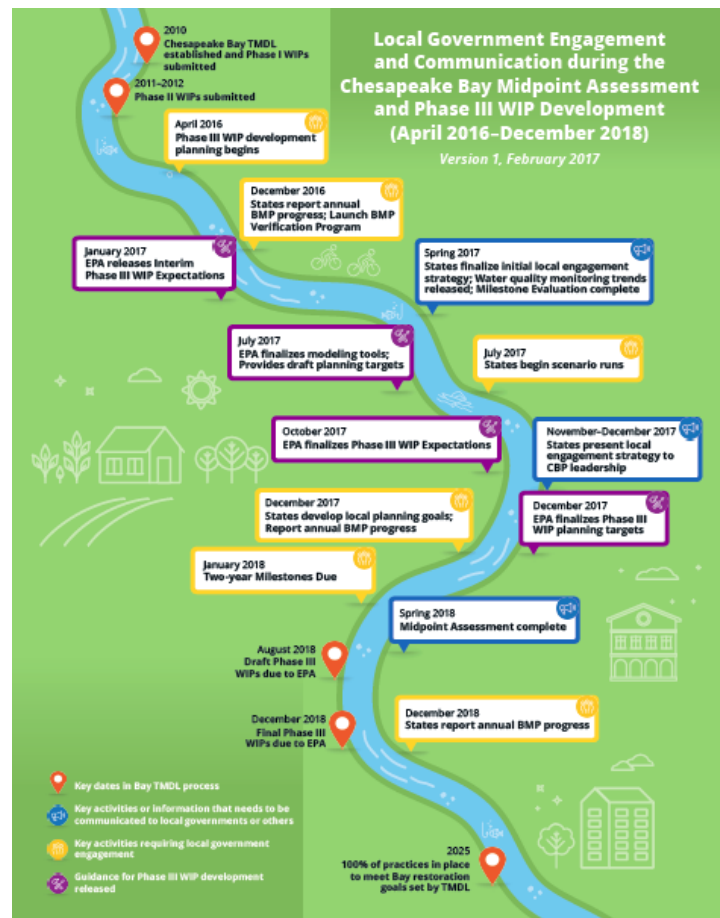 Local Government Engagement
and Communication during the
Chesapeake Bay Midpoint Assessment
and Phase III WIP Development
(April 2016–December 2018)
Version 1, February 2017
2010
Chesapeake Bay TMDL
established and Phase I WIPs
submitted
2011–2012
Phase II WIPs submitted
April 2016
Phase III WIP development
planning begins
December 2016
States report annual
BMP progress; Launch BMP
Verification Program
January 2017
EPA releases Interim
Phase III WIP Expectations
Spring 2017
States finalize initial local engagement
strategy; Water quality monitoring trends
released; Milestone Evaluation complete
July 2017
EPA finalizes modeling tools;
Provides draft planning targets
July 2017
States begin scenario runs
October 2017
EPA finalizes Phase III WIP Expectations
November–December 2017
States present local
engagement strategy to
CBP leadership
December 2017
States develop local planning goals;
Report annual BMP progress
December 2017
EPA finalizes Phase III
WIP planning targets
January 2018
Two-year Milestones Due
Spring 2018
Midpoint Assessment complete
August 2018
Draft Phase III
WIPs due to EPA
December 2018
Final Phase III
WIPs due to EPA
December 2018
States report annual BMP progress
2025
100% of practices in place
to meet Bay restoration
goals set by TMDL
Key dates in Bay TMDL process
Key activities or information that needs to be
communicated to local governments or others
Key activities requiring local government
engagement
Guidance for Phase III WIP development
released